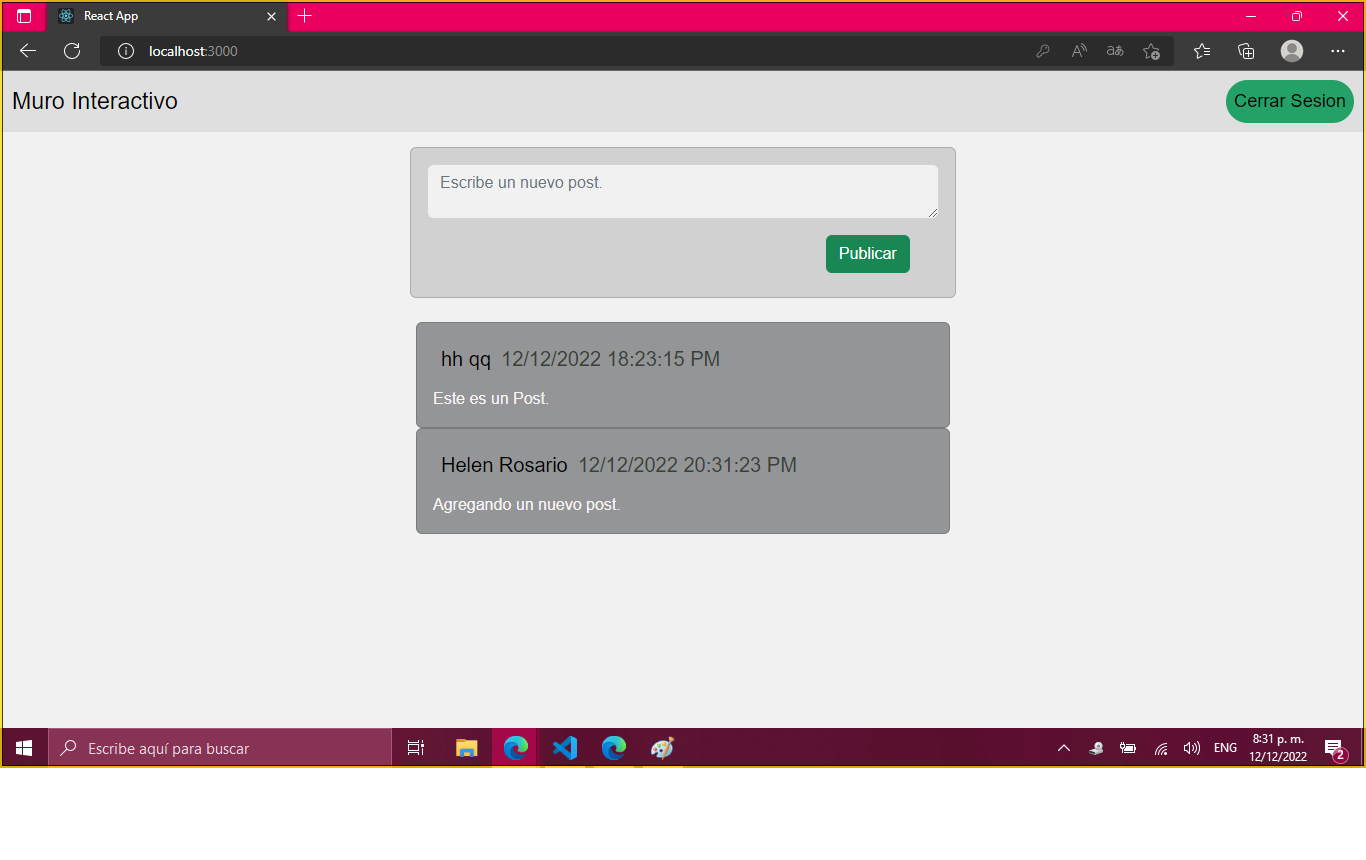 React App
localhost:3000
Muro Interactivo
Cerrar Sesion
Escribe un nuevo post.
Publicar
hh qq 12/12/2022 18:23:15 PM
Este es un Post.
Helen Rosario 12/12/2022 20:31:23 PM
Agregando un nuevo post.
Escribe aquí para buscar
ENG
8:31 p. m.
12/12/2022
2